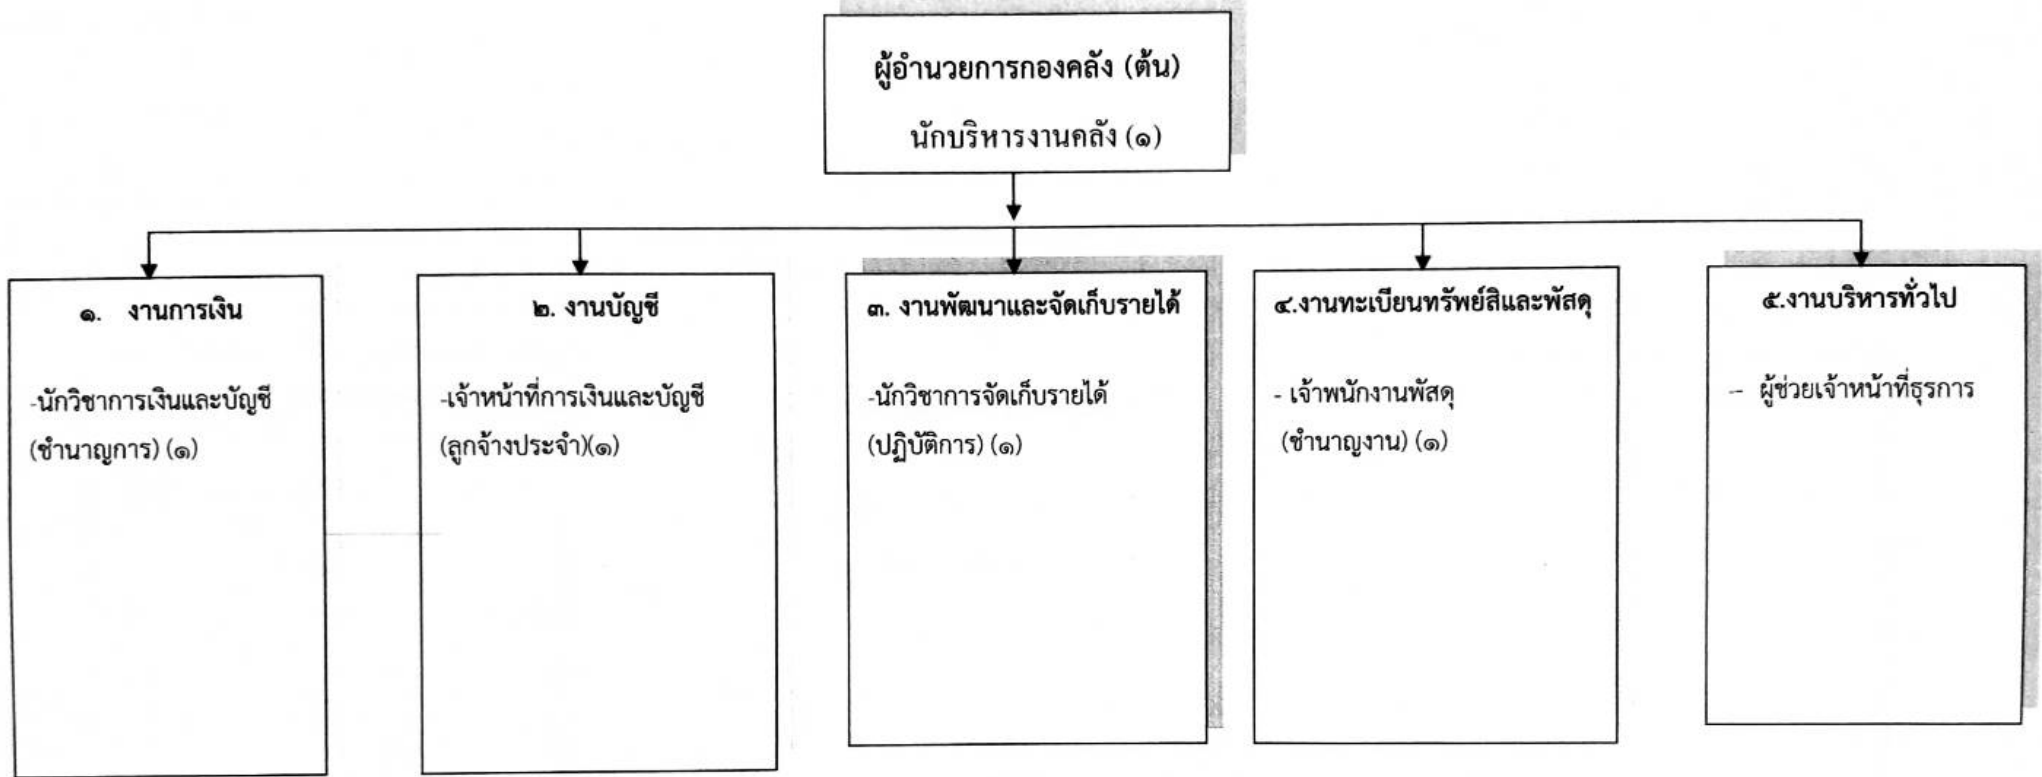 ผู้อำนวยการกองคลัง (ต้น)
นักบริหารงานคลัง (๑)
๑. งานการเงิน
-นักวิชาการเงินและบัญชี
(ชำนาญการ) (๑)
๒. งานบัญชี
-เจ้าหน้าที่การเงินและบัญชี
(ลูกจ้างประจำ)(๑)
๓. งานพัฒนาและจัดเก็บรายได้
-นักวิชาการจัดเก็บรายได้
(ปฏิบัติการ) (๑)
๔.งานทะเบียนทรัพย์สิและพัสดุ
- เจ้าพนักงานพัสดุ
(ชำนาญงาน) (๑)
๕.งานบริหารทั่วไป
– ผู้ช่วยเจ้าหน้าที่ธุรการ